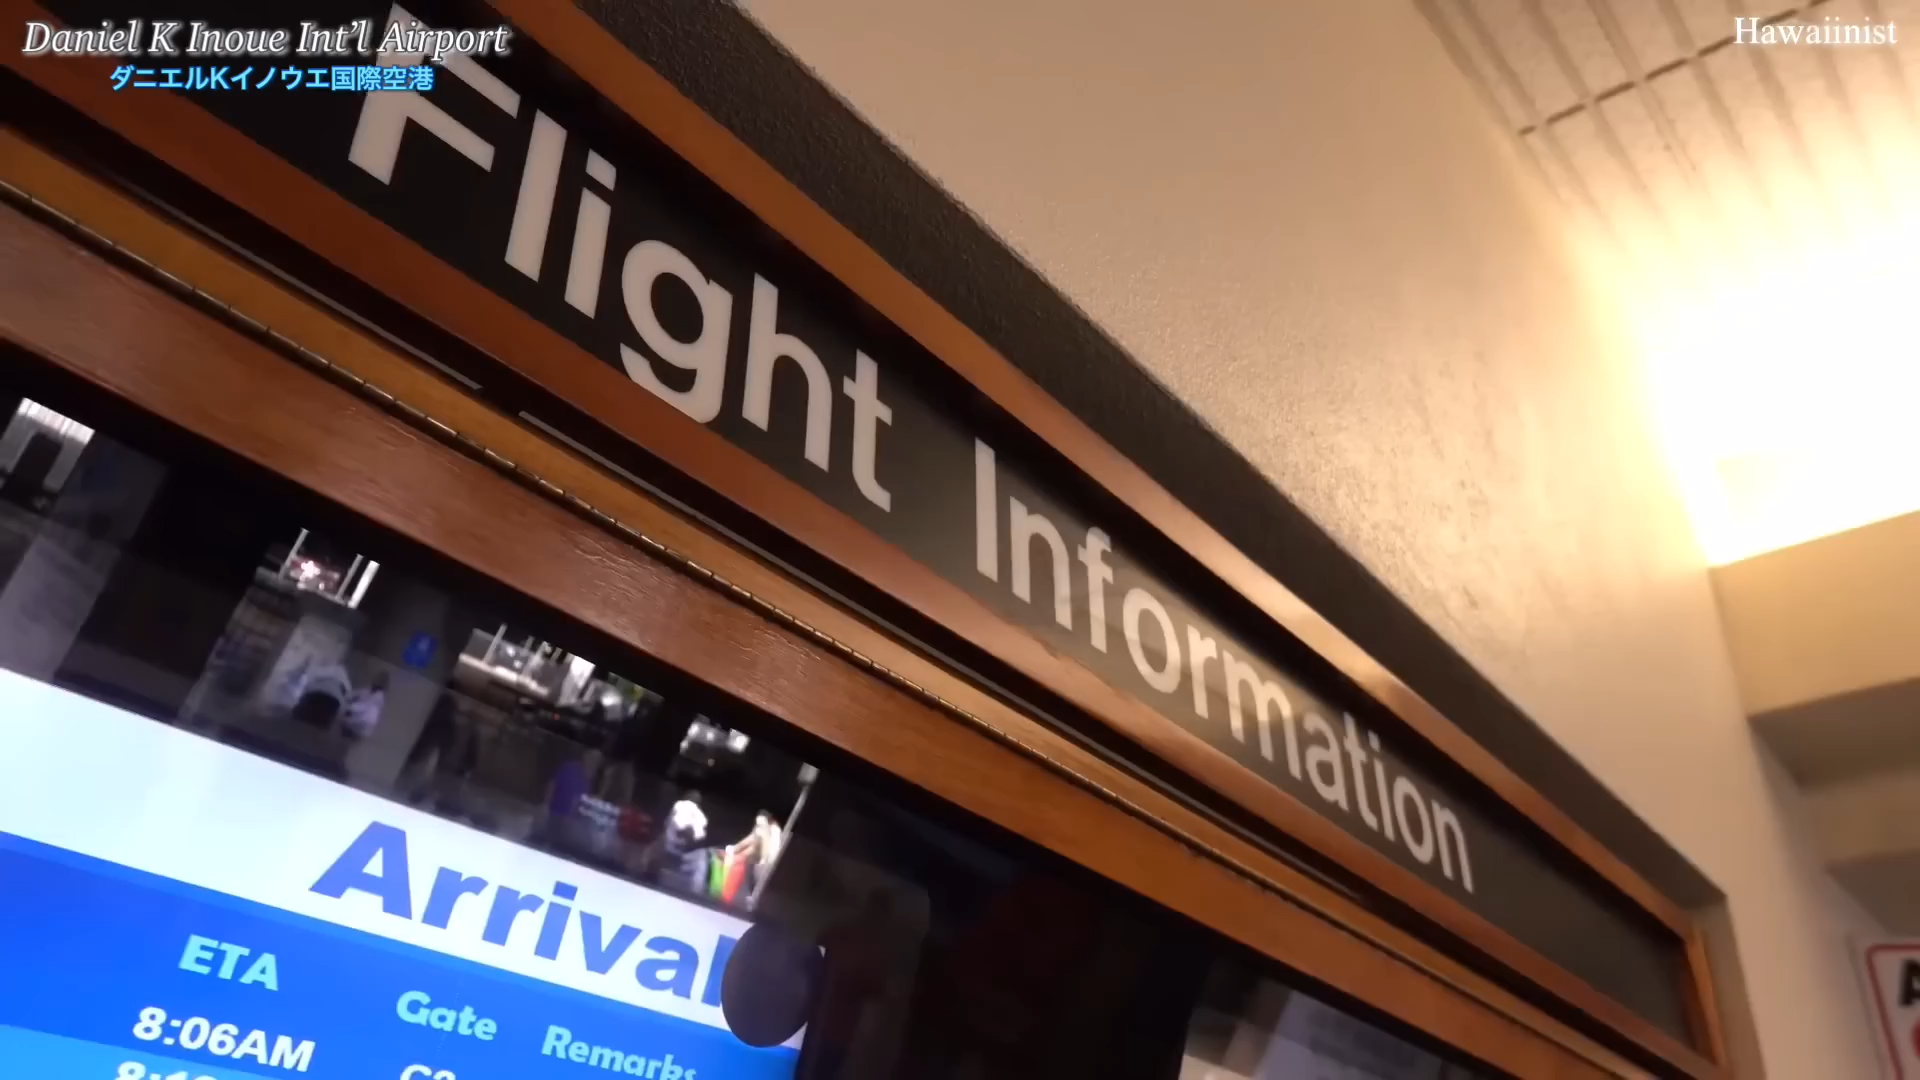 Daniel K Inoue Int'l Airport
ダニエルKイノウエ国際空港
Hawaiinist
Flight Information
Arrival
ETA Gate Remarks
8:06AM